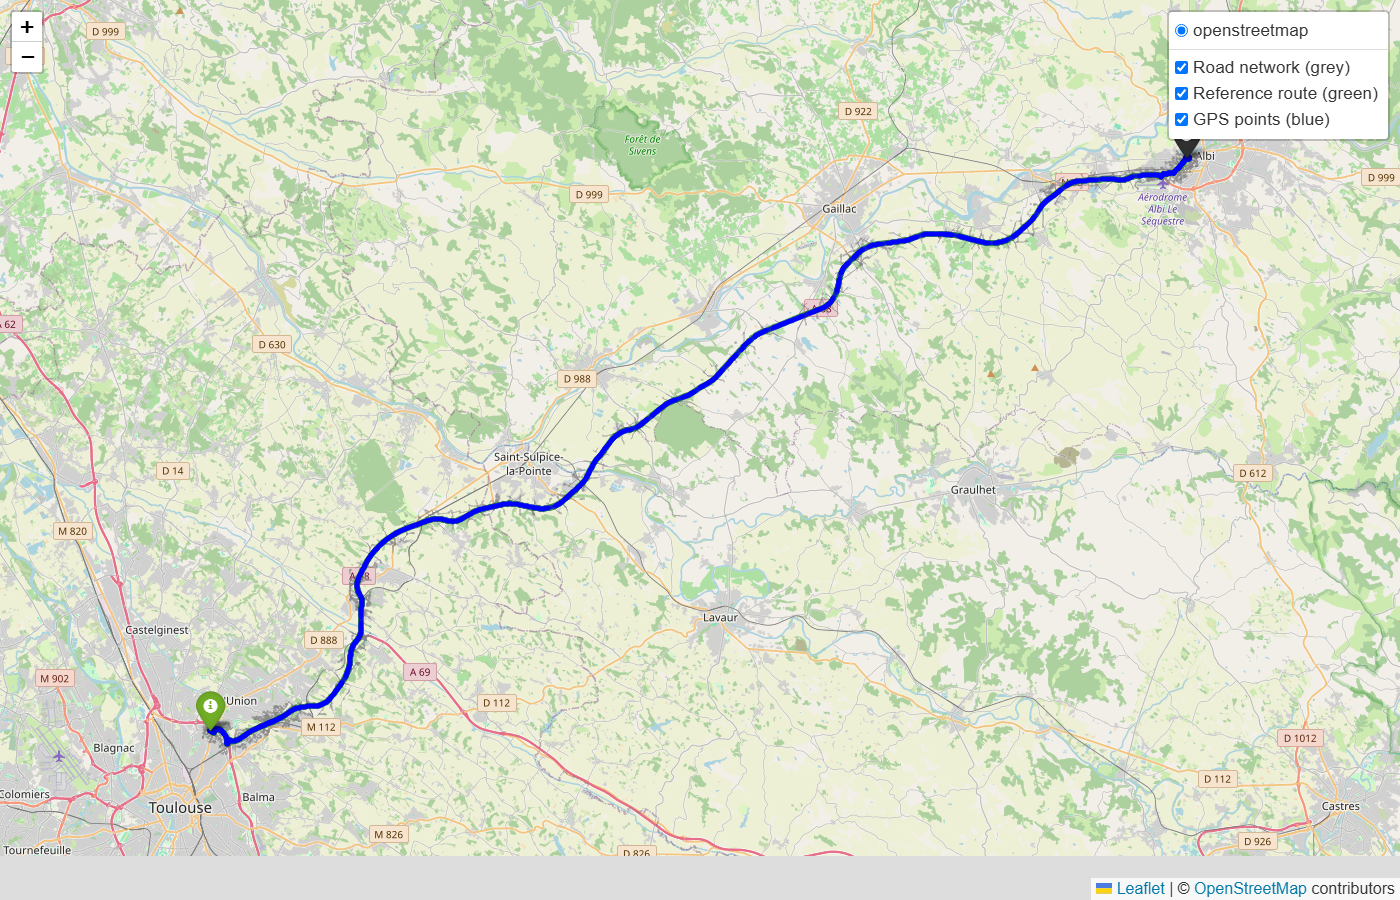 +
−
openstreetmap
Road network (grey)
Reference route (green)
GPS points (blue)
D 999
D 922
Forêt de
Sivens
Albi
D 999
D 999
Aérodrome
Albi Le
Séquestre
Gaillac
A 62
D 630
D 988
Saint-Sulpice-
la-Pointe
D 14
D 612
Graulhet
M 820
Lavaur
Castelginest
D 888
A 69
M 902
L'Union
D 112
M 112
Blagnac
D 1012
D 112
Colomiers
Balma
Toulouse
Castres
M 826
D 826
D 926
Tournefeuille
Leaflet | © OpenStreetMap contributors